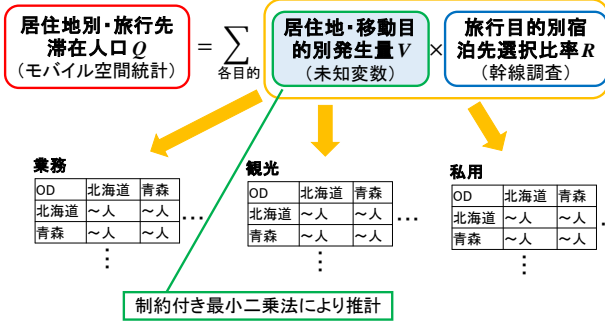 居住地別・旅行先
滞在人口Q
(モバイル空間統計)
=
∑
各目的
居住地・移動目
的別発生量V
(未知変数)
×
旅行目的別宿
泊先選択比率R
(幹線調査)
業務
OD 北海道 青森
北海道 ～人 ～人
青森 ～人 ～人
…
⋮
観光
OD 北海道 青森
北海道 ～人 ～人
青森 ～人 ～人
…
⋮
私用
OD 北海道 青森
北海道 ～人 ～人
青森 ～人 ～人
⋮
制約付き最小二乗法により推計